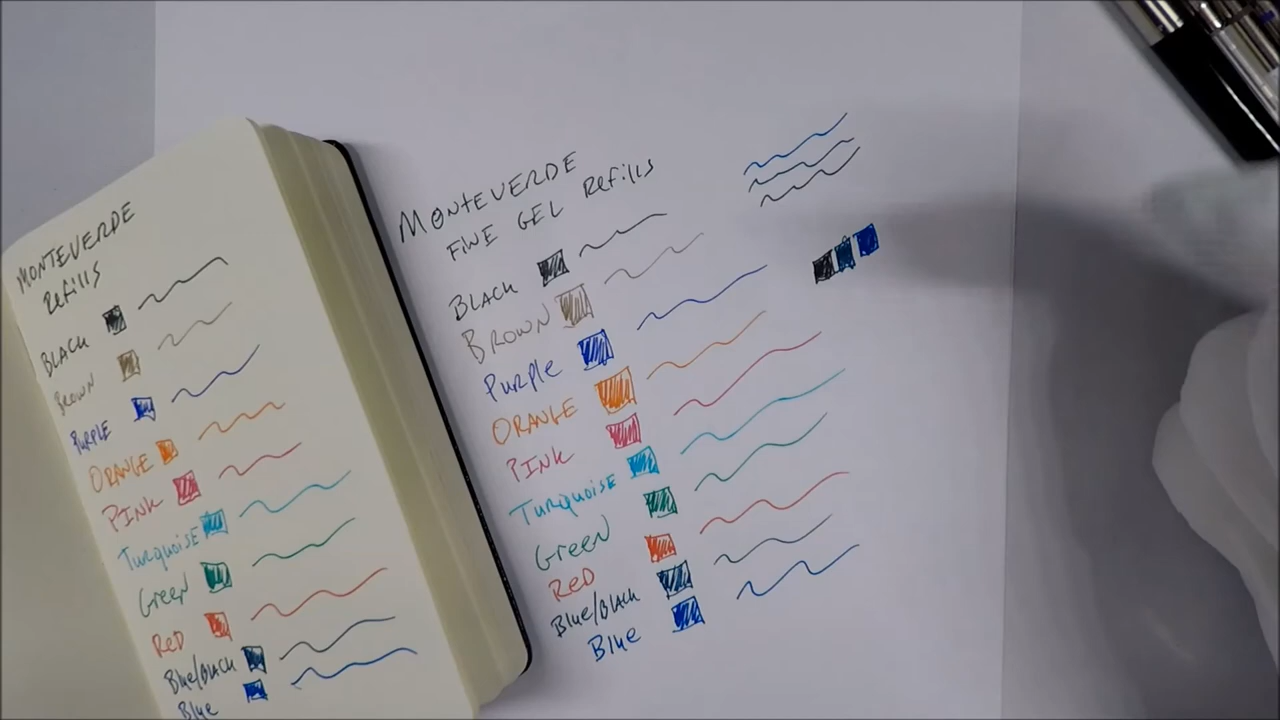 MONTEVERDE
Refills
BLACK
BROWN
PURPLE
ORANGE
PINK
TURQUOISE
GREEN
RED
Blue/BLACK
Blue
MONTEVERDE
FINE GEL Refills
BLACK
BROWN
PURPLE
ORANGE
PINK
TURQUOISE
GREEN
RED
Blue/BLACK
Blue